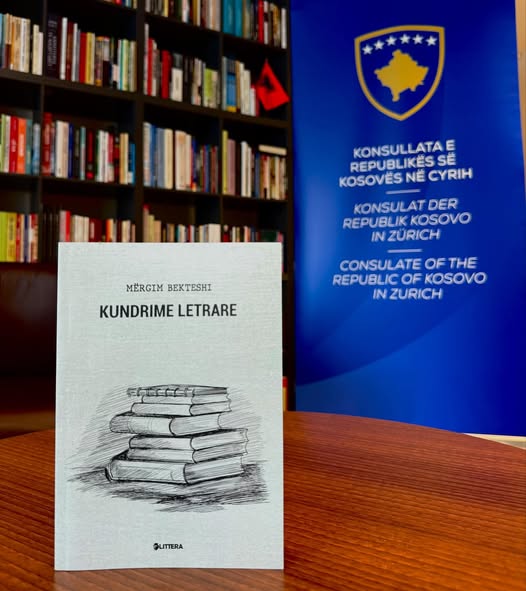 KONSULLATA E
REPUBLIKËS SË
KOSOVËS NË CYRIH
KONSULAT DER
REPUBLIK KOSOVO
IN ZÜRICH
CONSULATE OF THE
REPUBLIC OF KOSOVO
IN ZURICH
MËRGIM BEKTESHI
KUNDRIME LETRARE
LITTERA